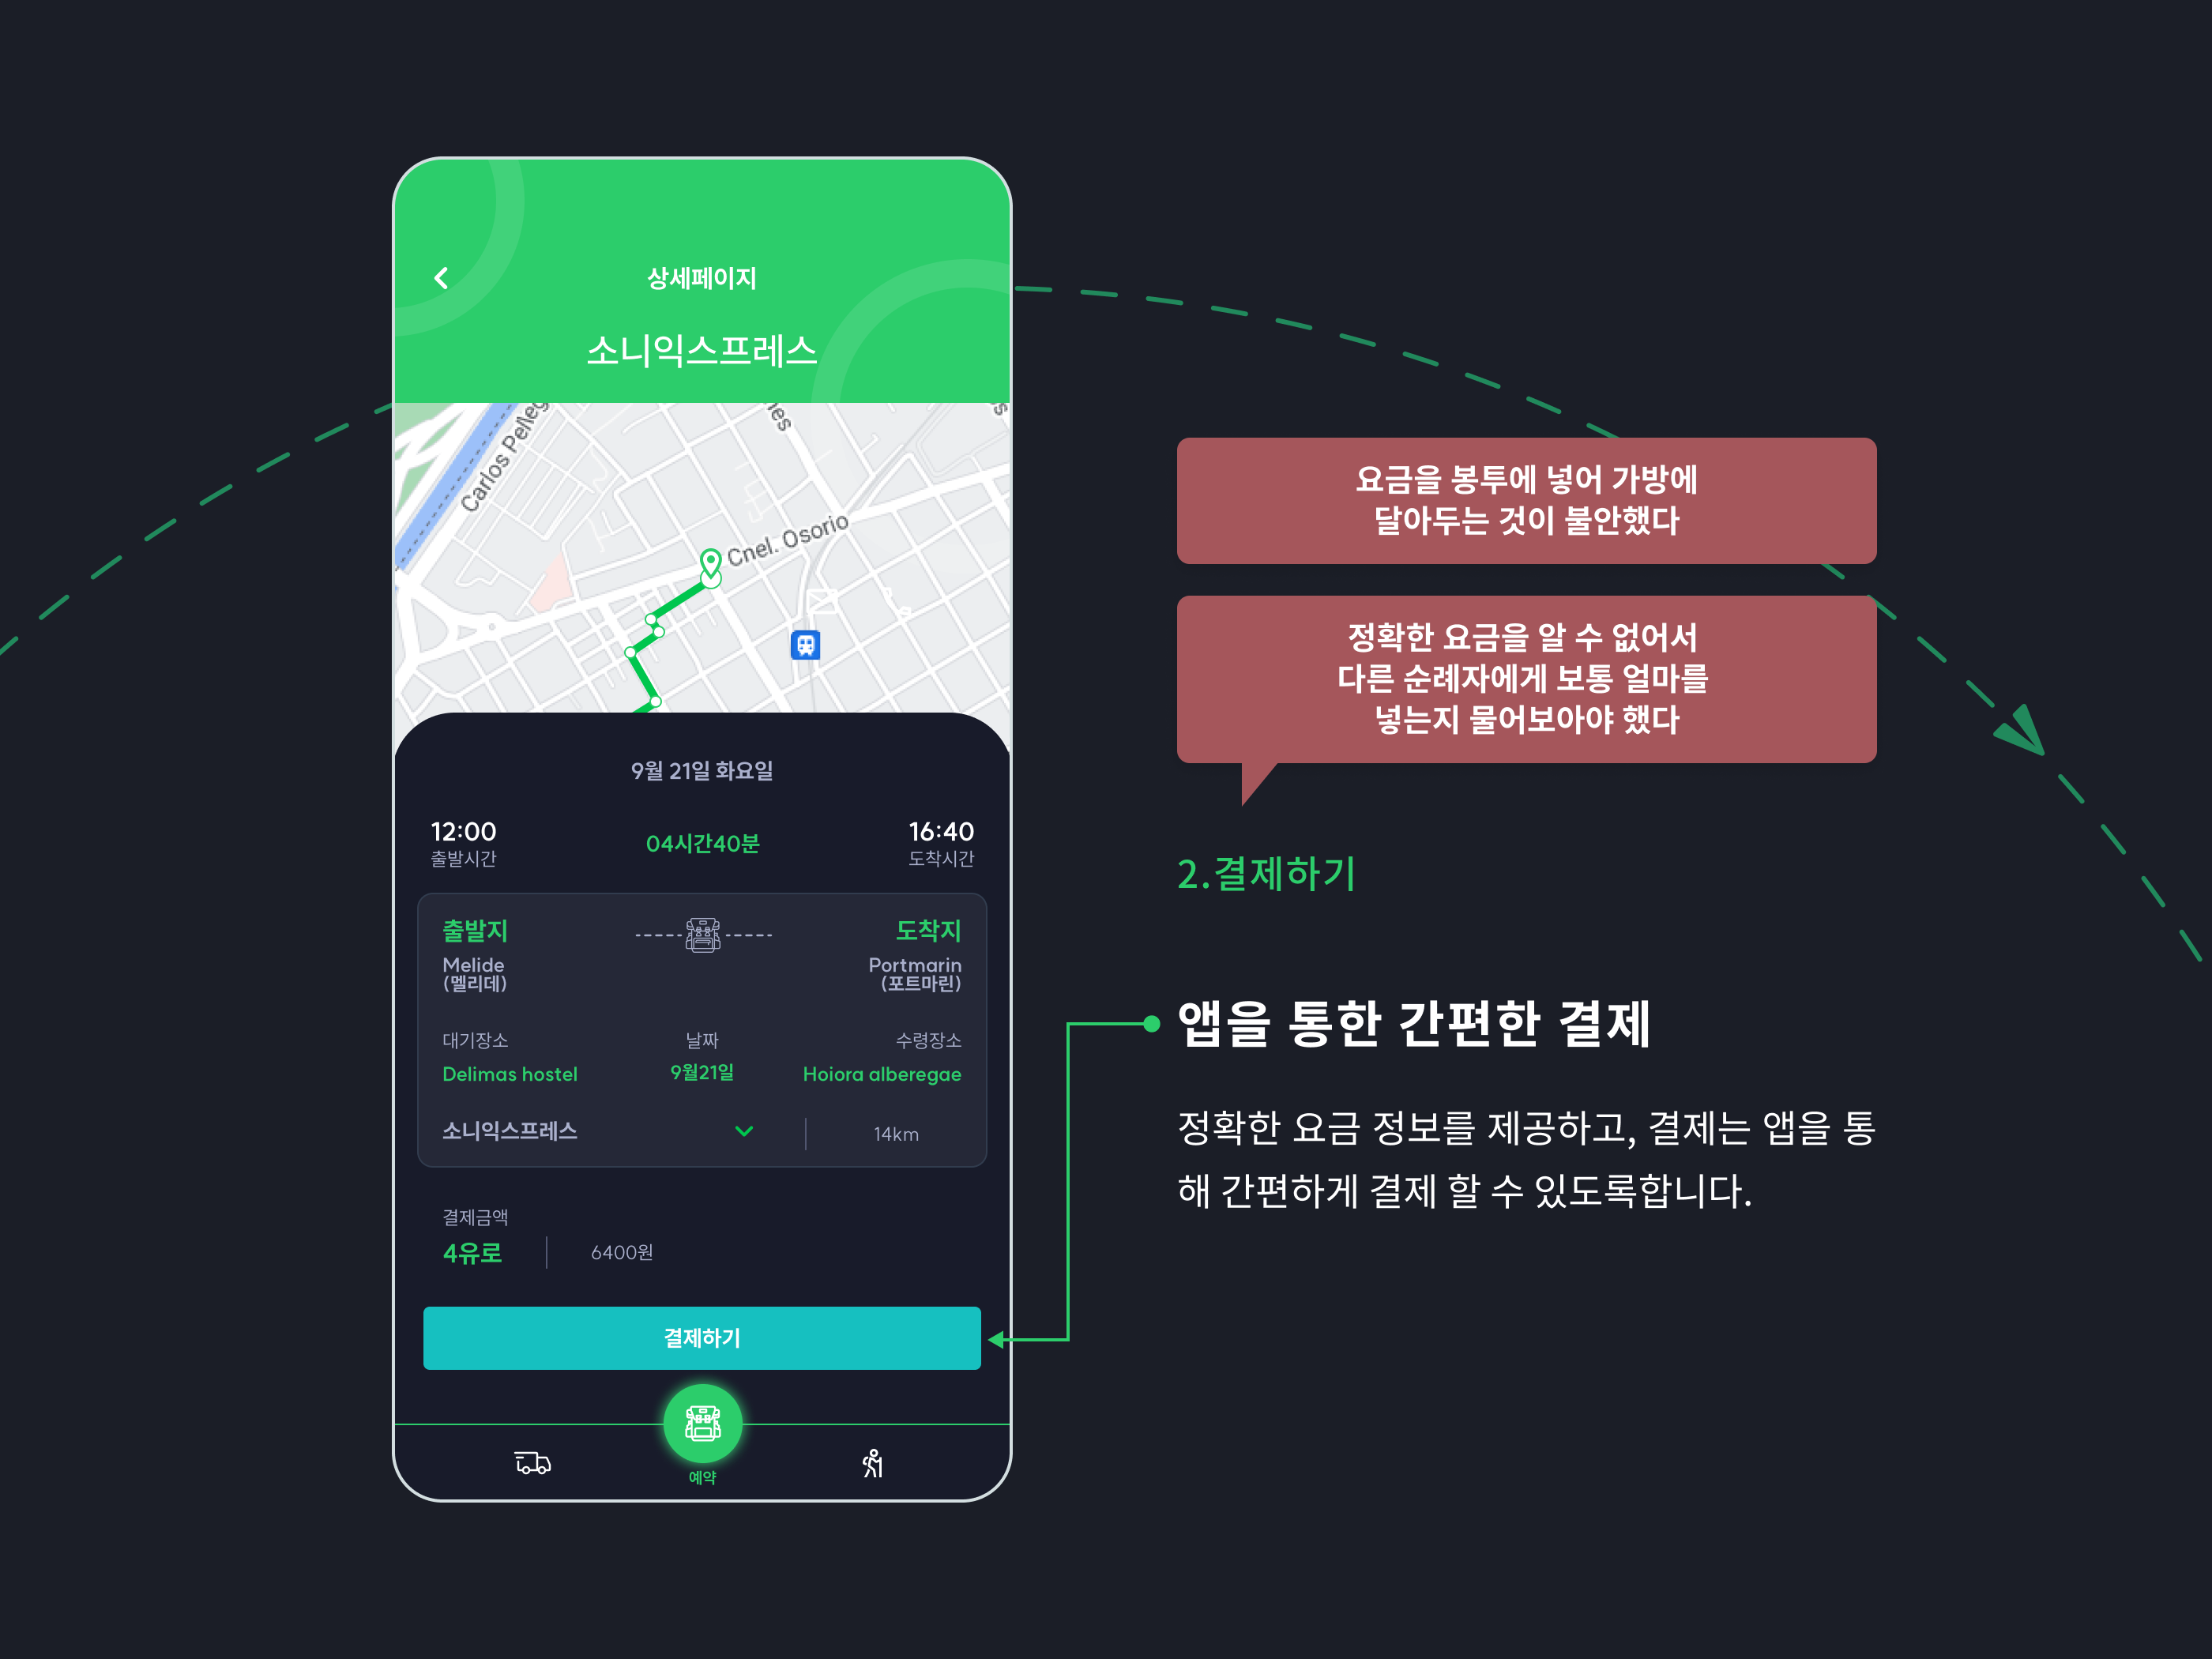 상세페이지
소니익스프레스
Carlos Pelleg
nes
s
Cnel. Osorio
9월 21일 화요일
12:00
출발시간
04시간40분
16:40
도착시간
출발지
Melide
(멜리데)
도착지
Portmarin
(포트마린)
대기장소
Delimas hostel
날짜
9월21일
수령장소
Hoiora alberegae
소니익스프레스
14km
결제금액
4유로
6400원
결제하기
예약
요금을 봉투에 넣어 가방에
달아두는 것이 불안했다
정확한 요금을 알 수 없어서
다른 순례자에게 보통 얼마를
넣는지 물어보아야 했다
2.결제하기
앱을 통한 간편한 결제
정확한 요금 정보를 제공하고, 결제는 앱을 통
해 간편하게 결제 할 수 있도록합니다.